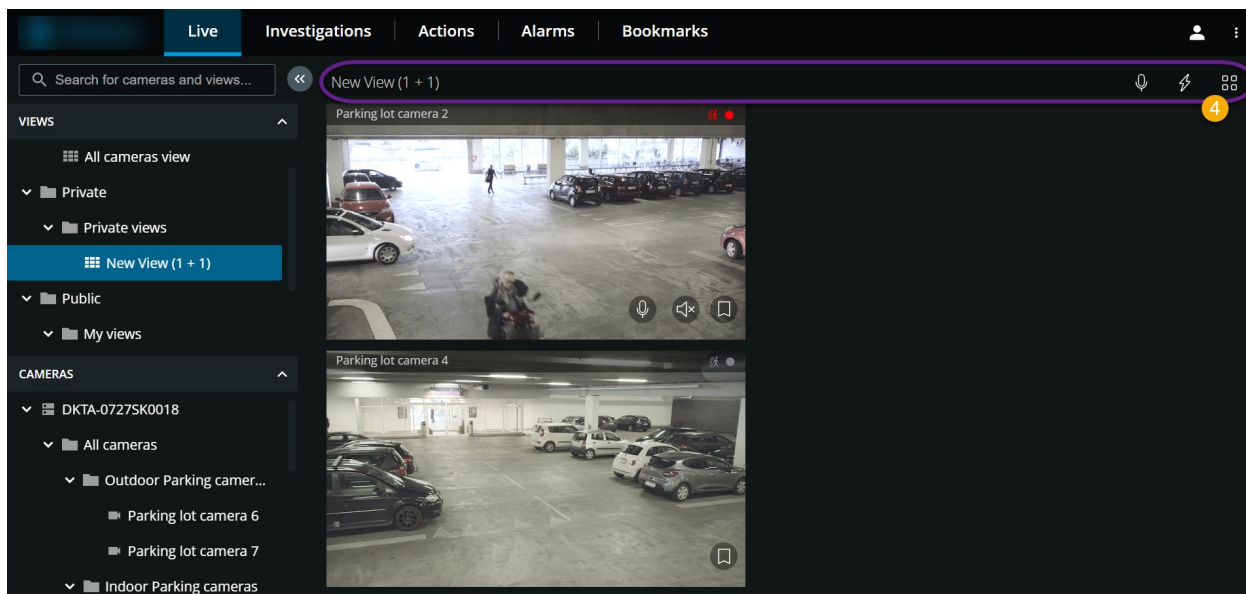 Live Investigations Actions Alarms Bookmarks
Search for cameras and views...
New View (1 + 1)
4
VIEWS
All cameras view
Private
Private views
New View (1 + 1)
Public
My views
CAMERAS
DKTA-0727SK0018
All cameras
Outdoor Parking camer...
Parking lot camera 6
Parking lot camera 7
Indoor Parking cameras
Parking lot camera 2
Parking lot camera 4